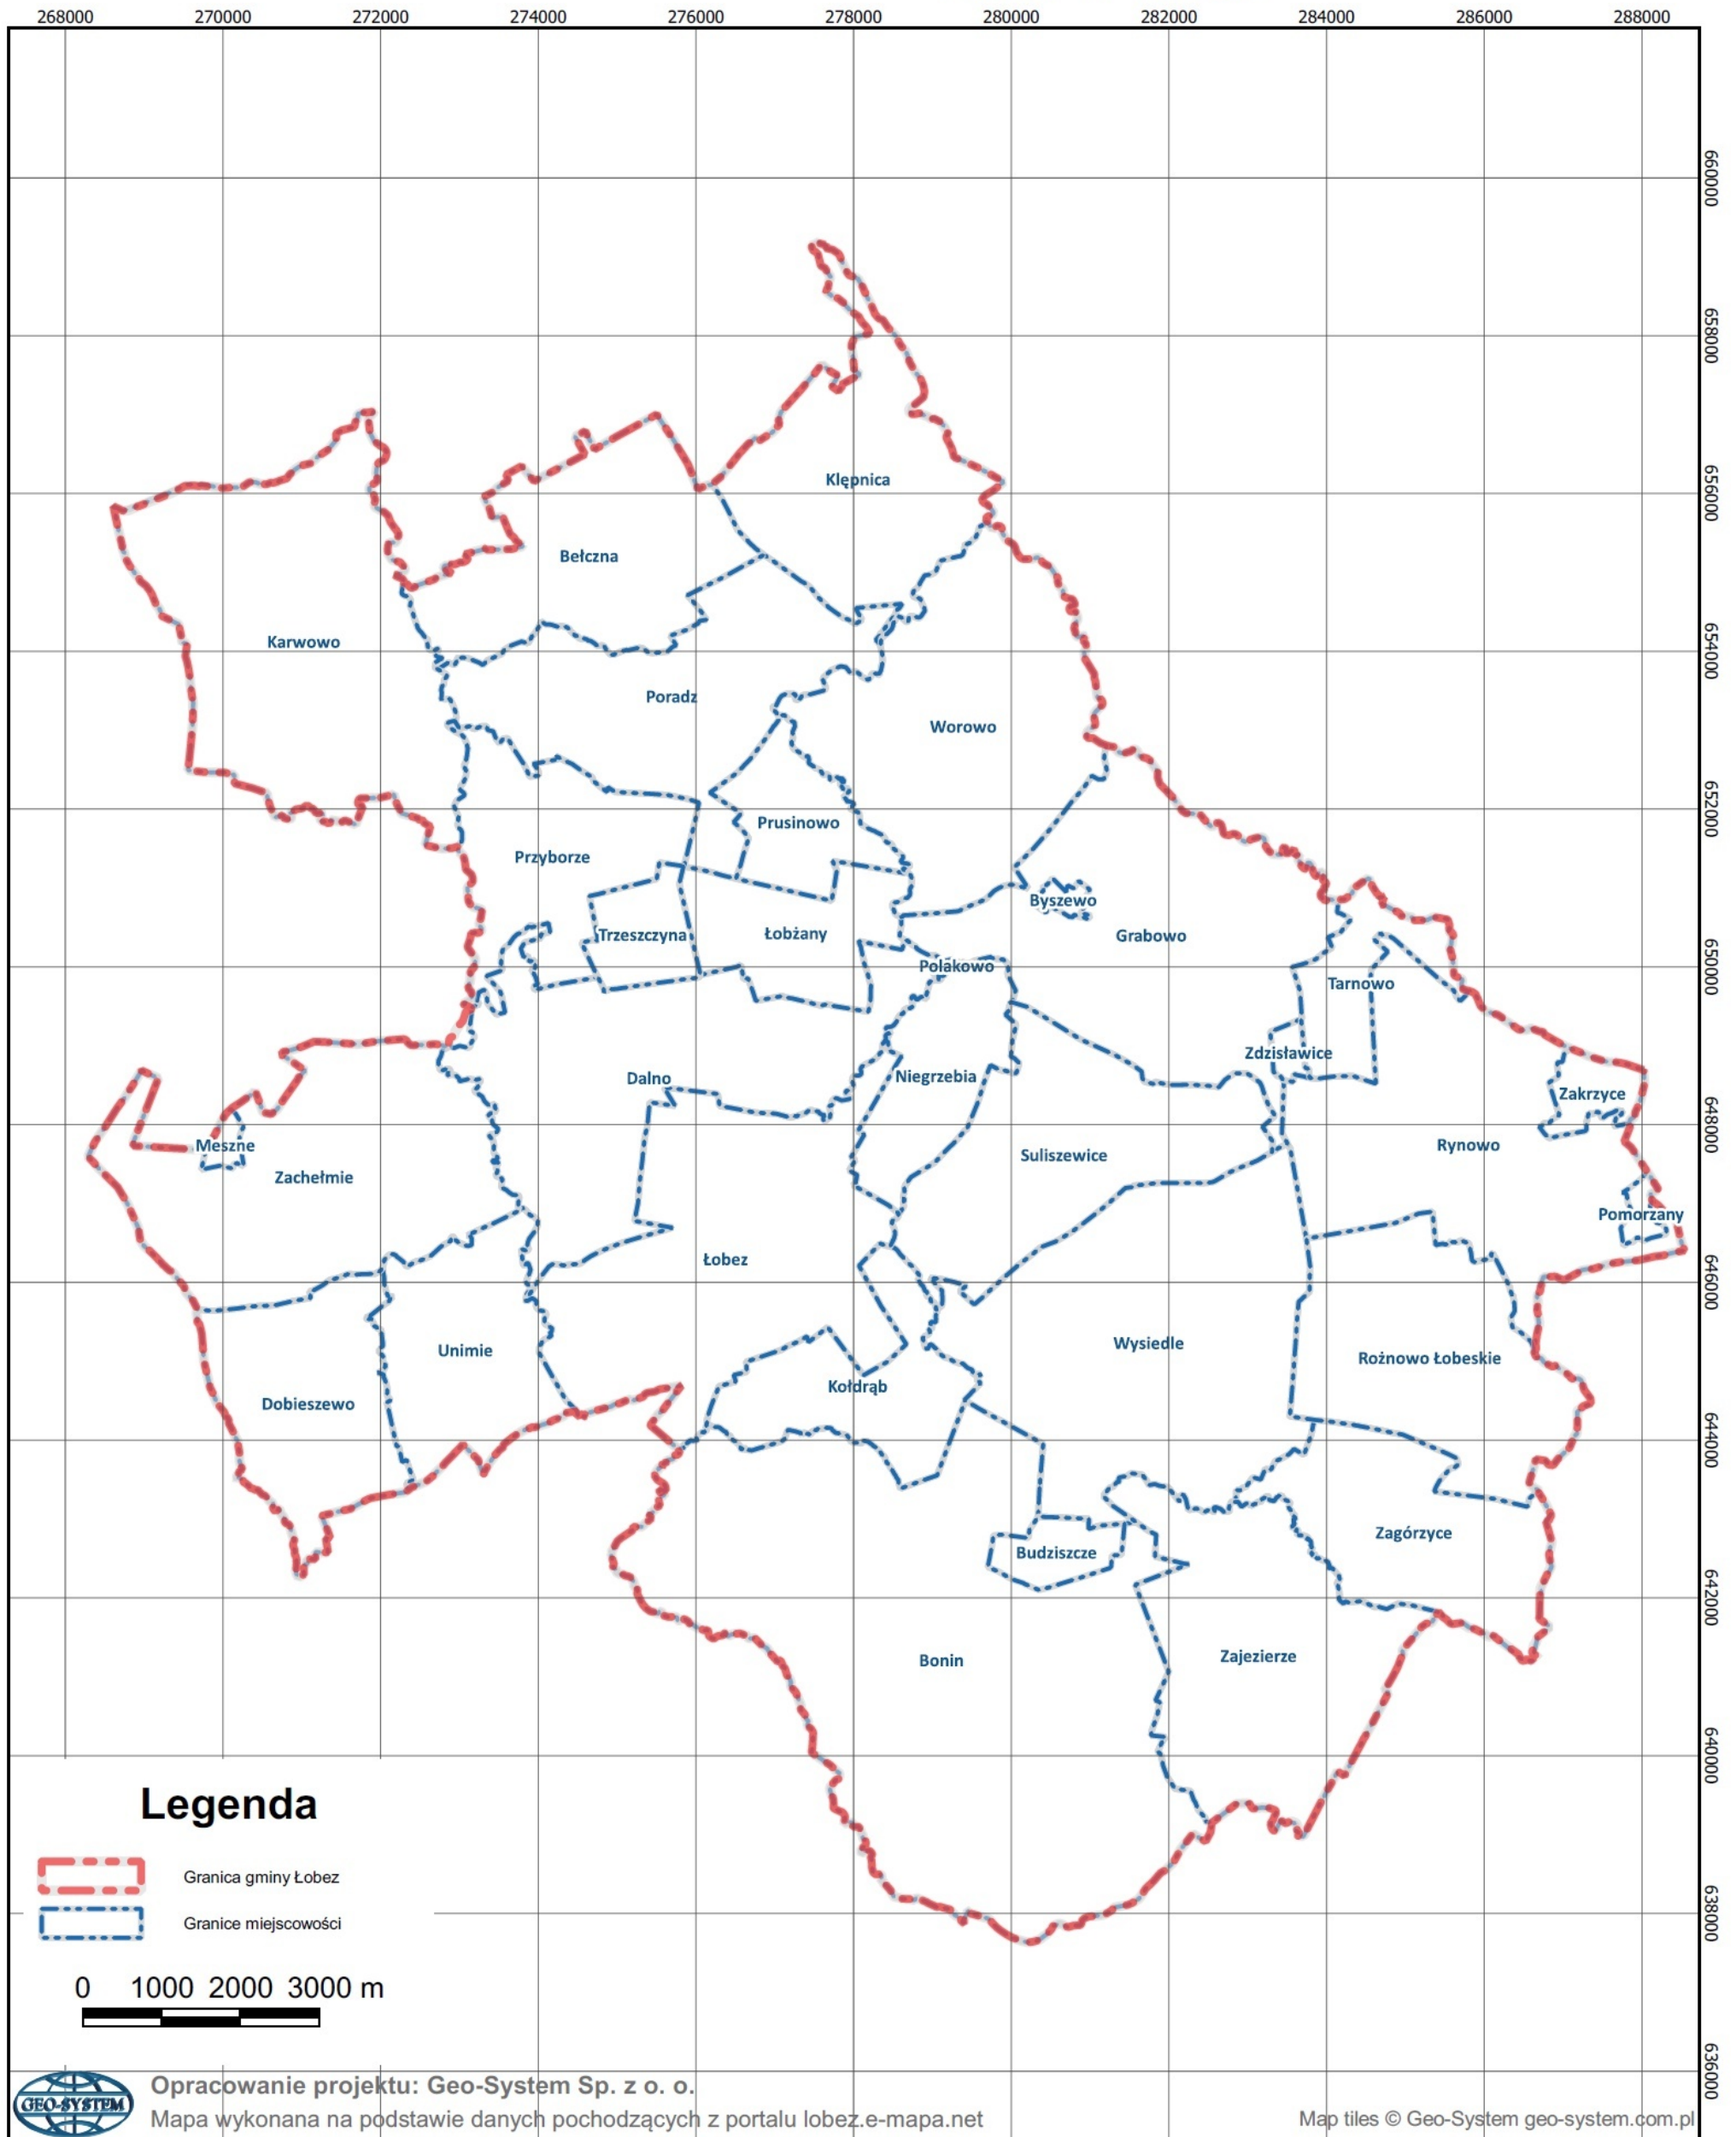 268000 270000 272000 274000 276000 278000 280000 282000 284000 286000 288000
660000
658000
Klępnica
656000
Bełczna
Karwowo
654000
Poradz
Worowo
652000
Prusinowo
Przyborze
Byszewo
Trzeszczyna Łobżany Grabowo
Polakowo
650000
Tarnowo
Zdzisławice
Dalno Niegrzebia
Zakrzyce
648000
Meszne Rynowo
Suliszewice
Zachełmie
Pomorzany
Łobez
646000
Wysiedle
Unimie
Rożnowo Łobeskie
Kołdrąb
Dobieszewo
644000
Zagórzyce
Budziszcze
642000
Zajezierze
Bonin
640000
Legenda
Granica gminy Łobez
638000
Granice miejscowości
0 1000 2000 3000 m
636000
GEO-SYSTEM
Opracowanie projektu: Geo-System Sp. z o. o.
Mapa wykonana na podstawie danych pochodzących z portalu lobez.e-mapa.net
Map tiles © Geo-System geo-system.com.pl